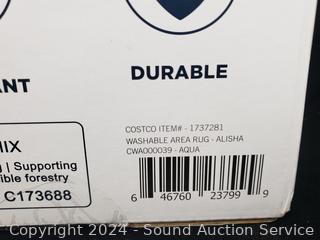 ANT
DURABLE
COSTCO ITEM# - 1737281
WASHABLE AREA RUG - ALISHA
CWA000039 - AQUA
MIX
| Supporting
ible forestry
C173688
6 46760 23799 9
Copyright 2024 - Sound Auction Service